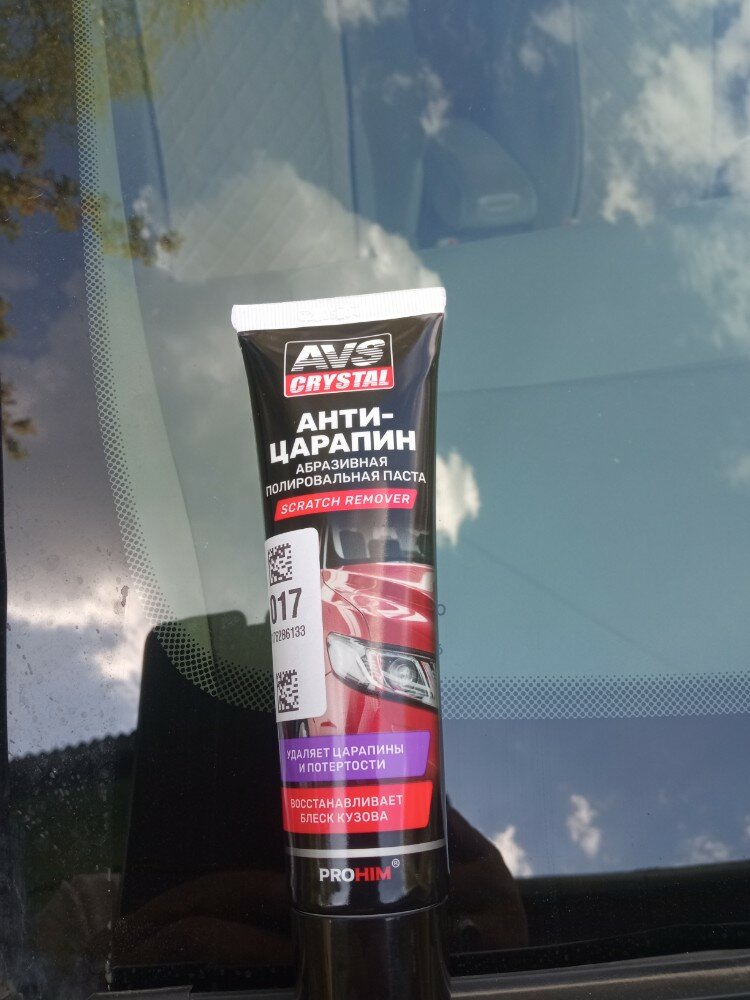 AVS
CRYSTAL
АНТИ-
ЦАРАПИН
АБРАЗИВНАЯ
ПОЛИРОВАЛЬНАЯ ПАСТА
SCRATCH REMOVER
017
УДАЛЯЕТ ЦАРАПИНЫ
И ПОТЕРТОСТИ
ВОССТАНАВЛИВАЕТ
БЛЕСК КУЗОВА
PROHIM®